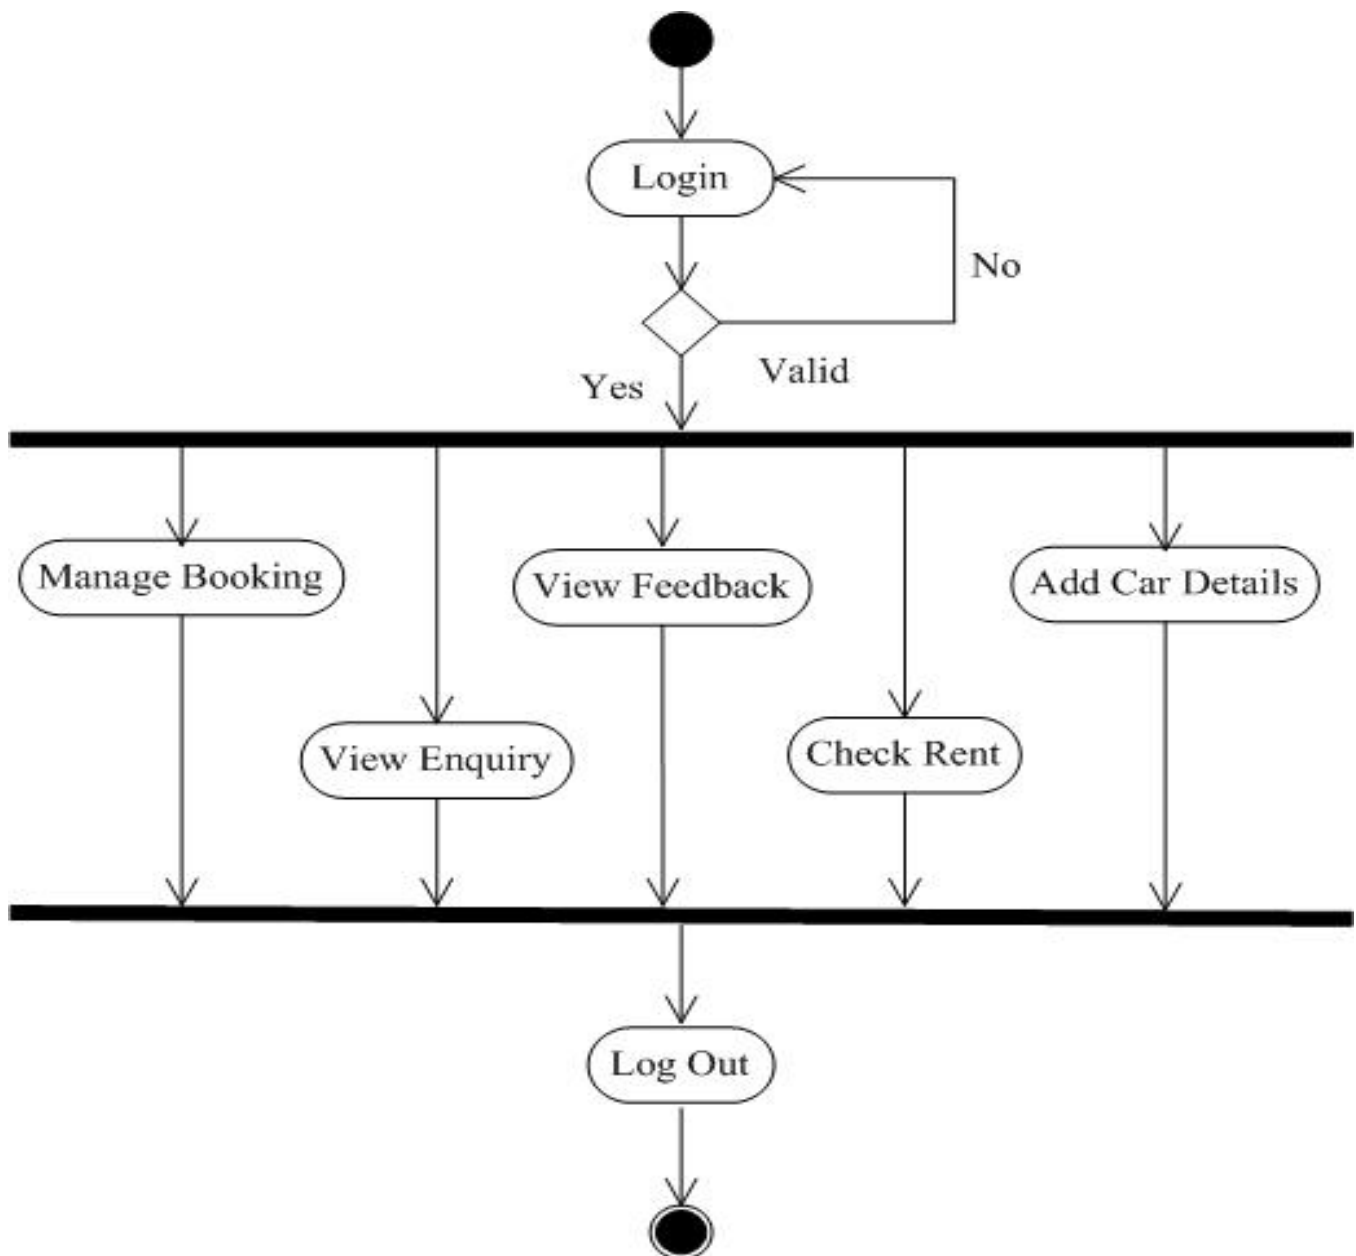 Login
No
Valid
Yes
Manage Booking
View Feedback
Add Car Details
View Enquiry
Check Rent
Log Out